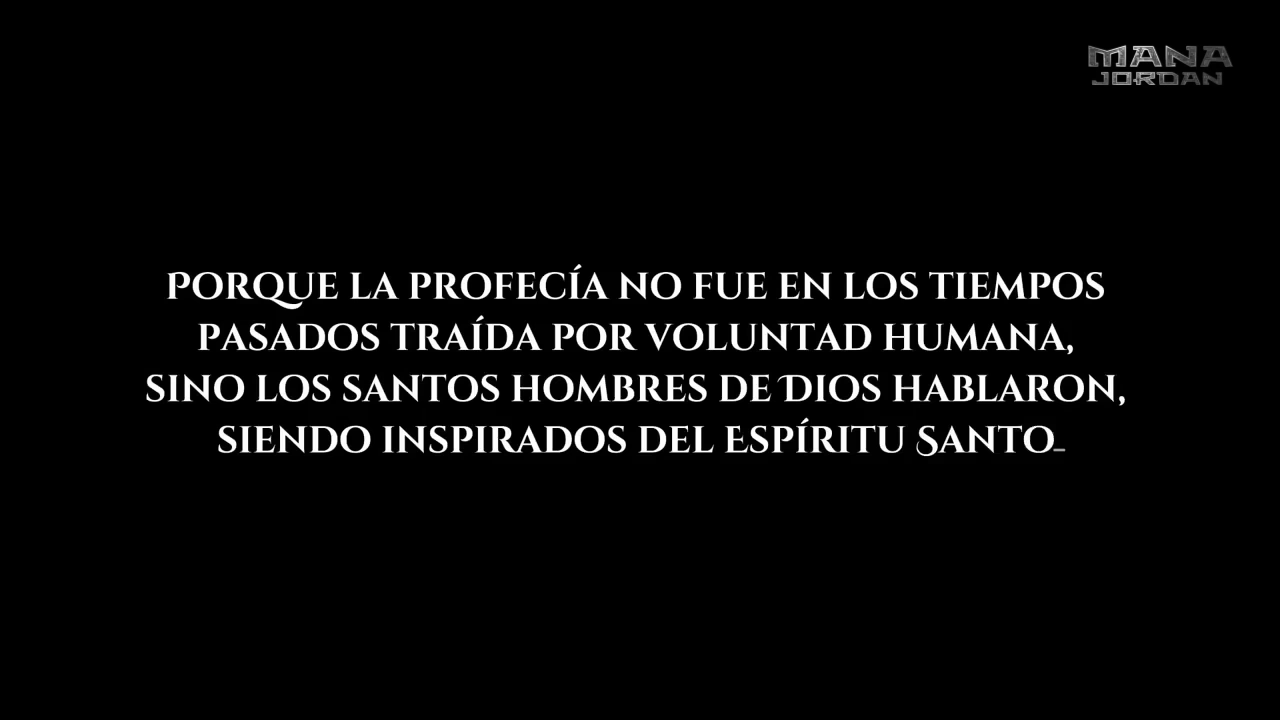 MANA
JORDAN
Porque la profecía no fue en los tiempos
pasados traída por voluntad humana,
sino los santos hombres de Dios hablaron,
siendo inspirados del Espíritu Santo_